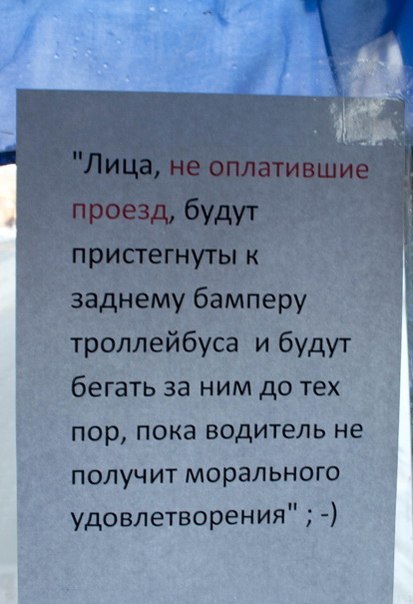 "Лица, не оплатившие
проезд, будут
пристегнуты к
заднему бамперу
троллейбуса и будут
бегать за ним до тех
пор, пока водитель не
получит морального
удовлетворения" ; -)